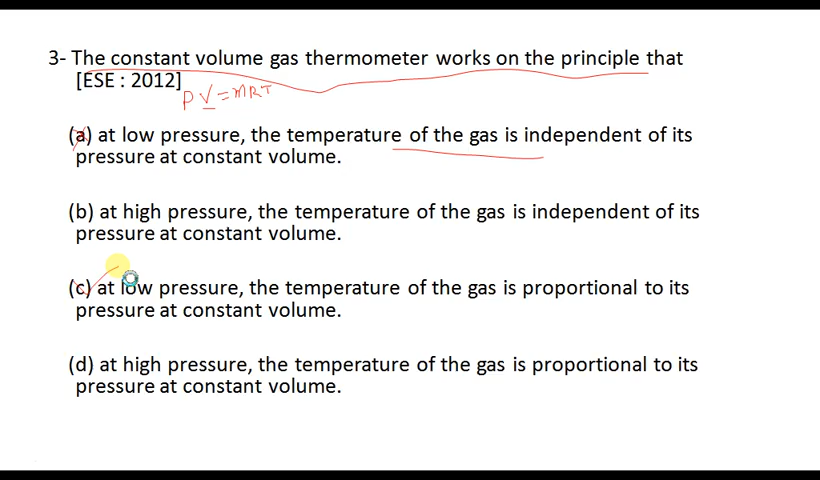 3- The constant volume gas thermometer works on the principle that
[ESE : 2012]
PV=mRT
(a) at low pressure, the temperature of the gas is independent of its
pressure at constant volume.
(b) at high pressure, the temperature of the gas is independent of its
pressure at constant volume.
(c) at low pressure, the temperature of the gas is proportional to its
pressure at constant volume.
(d) at high pressure, the temperature of the gas is proportional to its
pressure at constant volume.